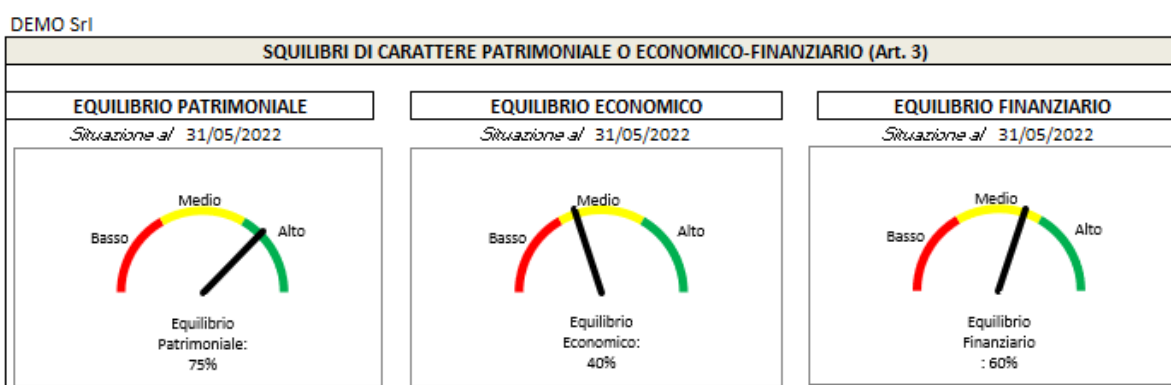 DEMO Srl
SQUILIBRI DI CARATTERE PATRIMONIALE O ECONOMICO-FINANZIARIO (Art. 3)
EQUILIBRIO PATRIMONIALE
Situazione al 31/05/2022
Medio
Basso
Alto
Equilibrio
Patrimoniale:
75%
EQUILIBRIO ECONOMICO
Situazione al 31/05/2022
Medio
Basso
Alto
Equilibrio
Economico:
40%
EQUILIBRIO FINANZIARIO
Situazione al 31/05/2022
Medio
Basso
Alto
Equilibrio
Finanziario
: 60%